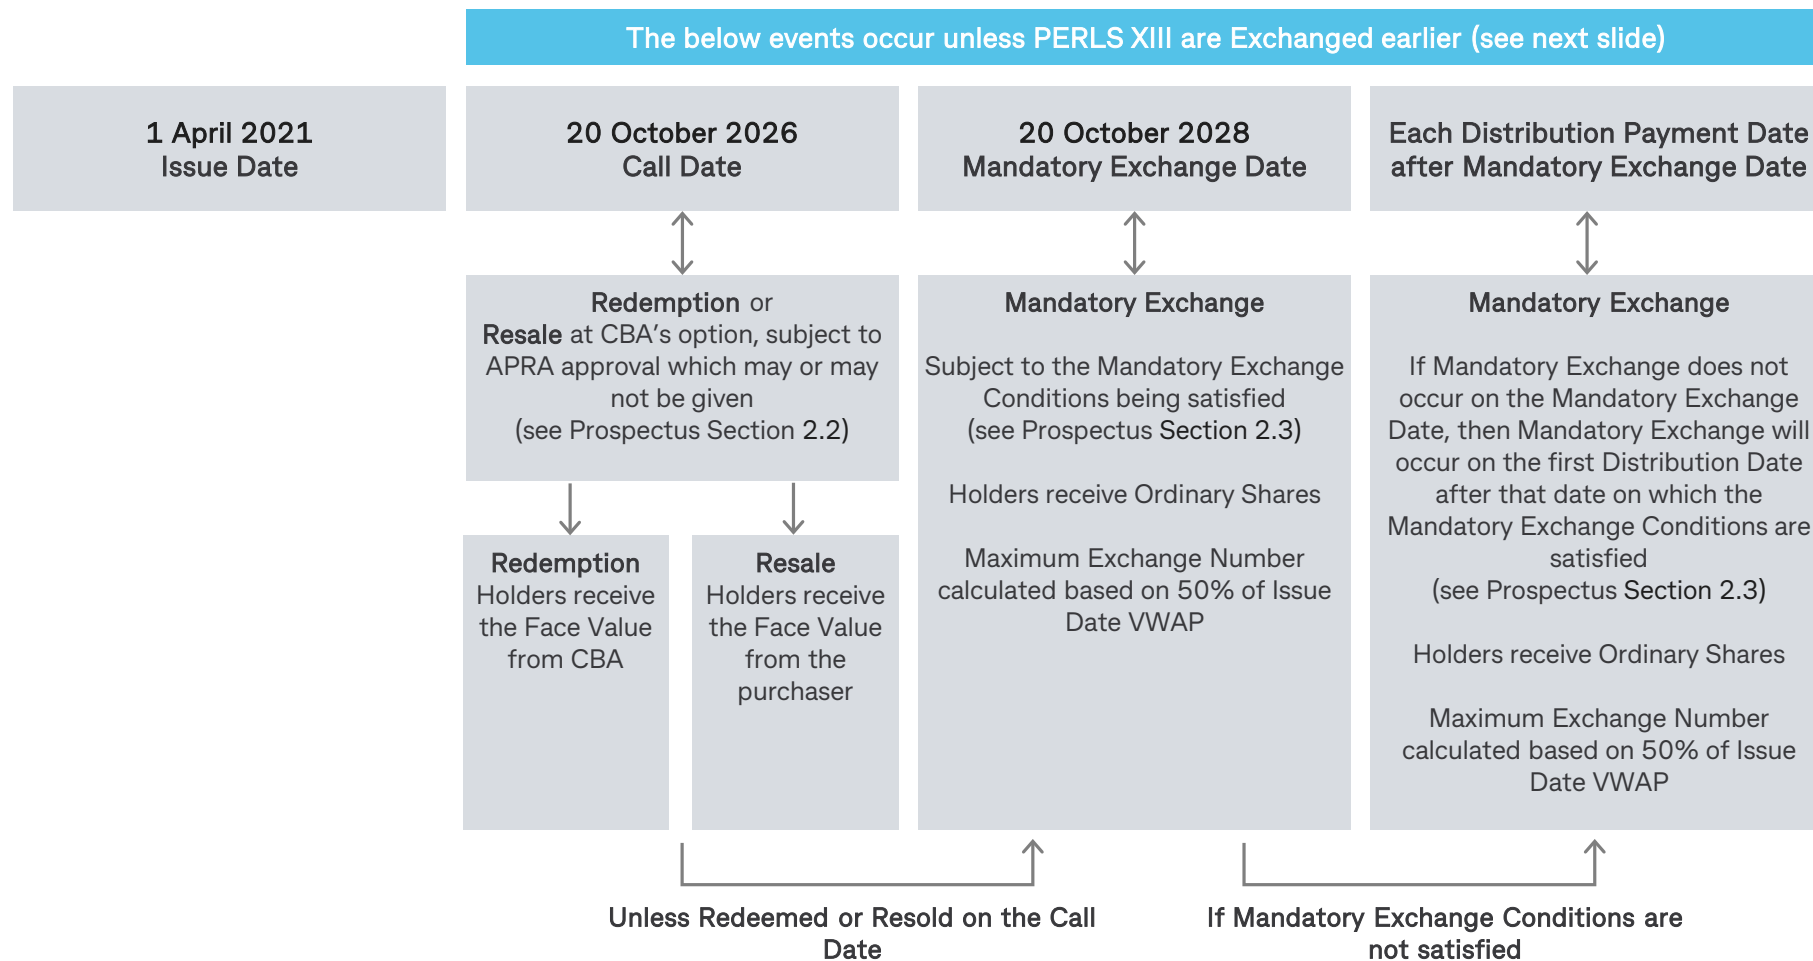 The below events occur unless PERLS XIII are Exchanged earlier (see next slide)
1 April 2021
Issue Date
20 October 2026
Call Date
20 October 2028
Mandatory Exchange Date
Each Distribution Payment Date
after Mandatory Exchange Date
Redemption or
Resale at CBA's option, subject to
APRA approval which may or may
not be given
(see Prospectus Section 2.2)
Redemption
Holders receive
the Face Value
from CBA
Resale
Holders receive
the Face Value
from the
purchaser
Mandatory Exchange
Subject to the Mandatory Exchange
Conditions being satisfied
(see Prospectus Section 2.3)
Holders receive Ordinary Shares
Maximum Exchange Number
calculated based on 50% of Issue
Date VWAP
Mandatory Exchange
If Mandatory Exchange does not
occur on the Mandatory Exchange
Date, then Mandatory Exchange will
occur on the first Distribution Date
after that date on which the
Mandatory Exchange Conditions are
satisfied
(see Prospectus Section 2.3)
Holders receive Ordinary Shares
Maximum Exchange Number
calculated based on 50% of Issue
Date VWAP
Unless Redeemed or Resold on the Call
Date
If Mandatory Exchange Conditions are
not satisfied